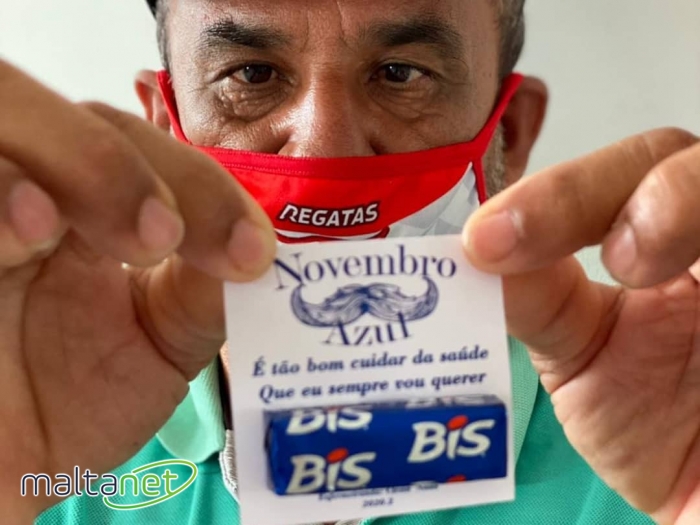 REGATAS
Novembro
Azul
É tão bom cuidar da saúde
Que eu sempre vou querer
BIS BIS
BIS BIS
2020.2
maltanet